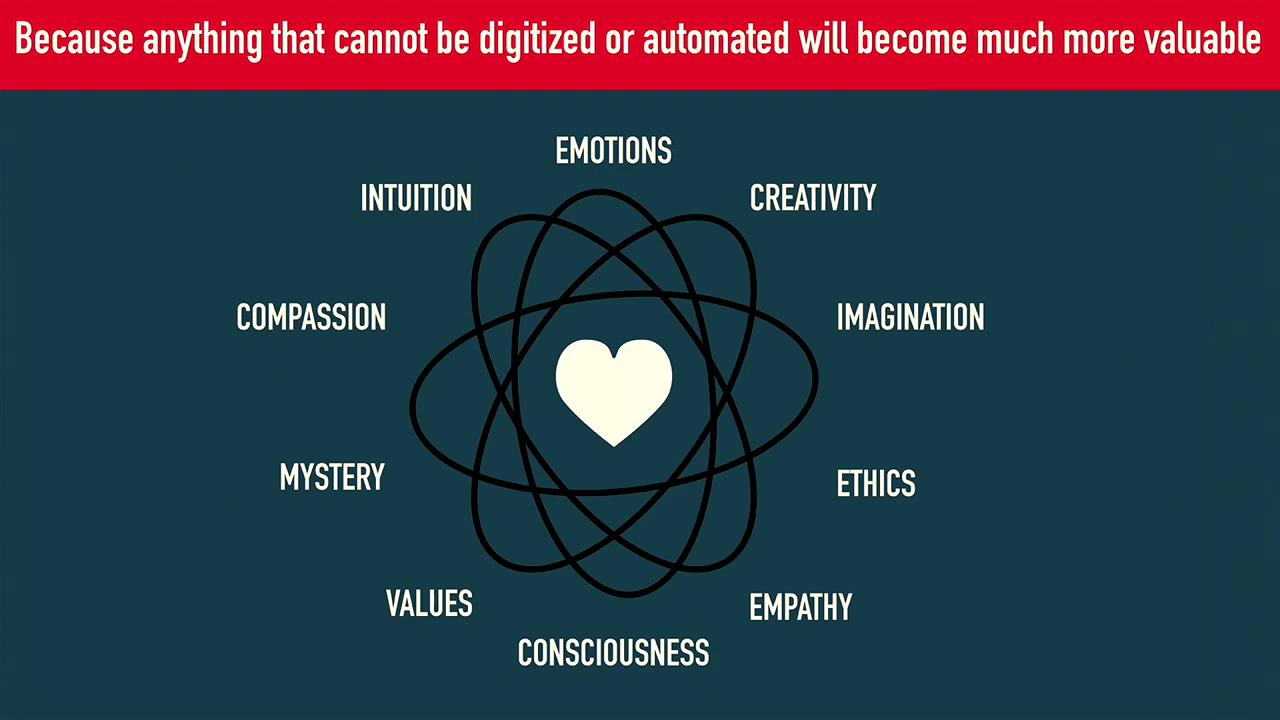 Because anything that cannot be digitized or automated will become much more valuable
EMOTIONS
INTUITION
CREATIVITY
COMPASSION
IMAGINATION
MYSTERY
ETHICS
VALUES
EMPATHY
CONSCIOUSNESS